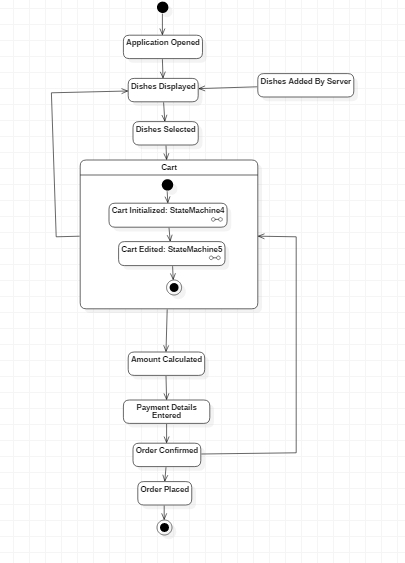 Application Opened
Dishes Displayed
Dishes Added By Server
Dishes Selected
Cart
Cart Initialized: StateMachine4
Cart Edited: StateMachine5
Amount Calculated
Payment Details
Entered
Order Confirmed
Order Placed